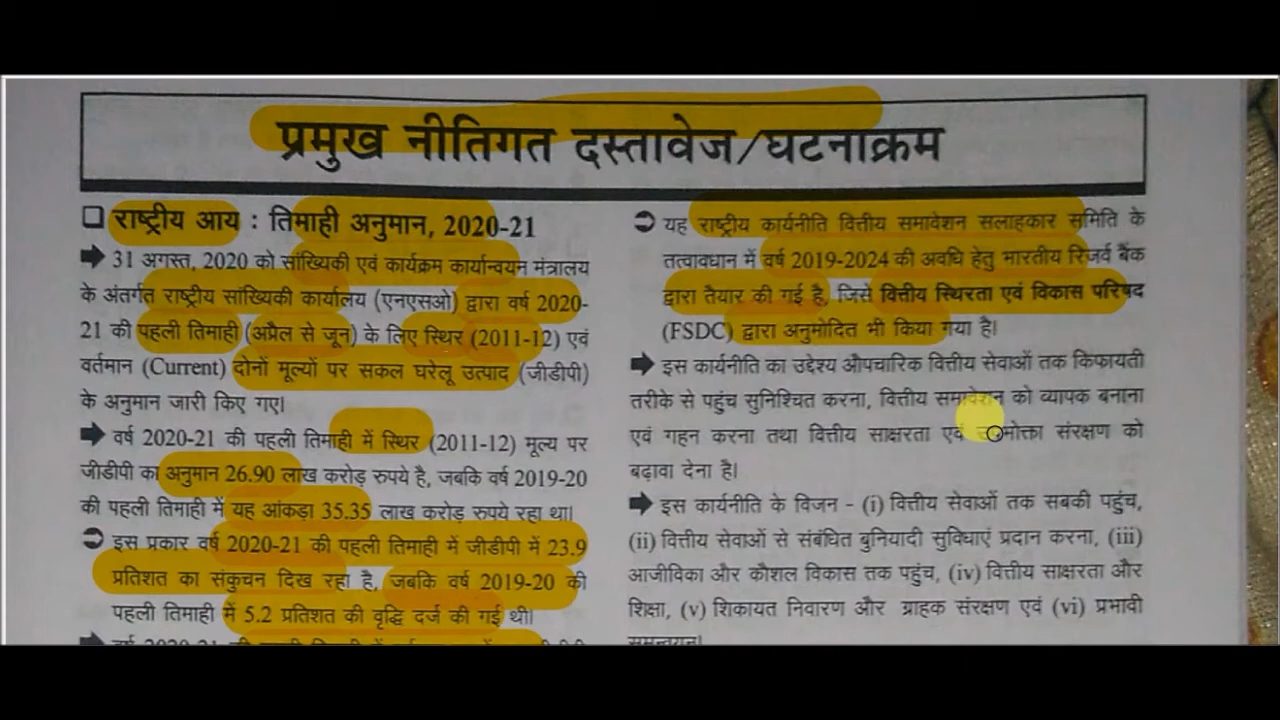 प्रमुख नीतिगत दस्तावेज/घटनाक्रम
❑ राष्ट्रीय आय : तिमाही अनुमान, 2020-21
➡ 31 अगस्त, 2020 को सांख्यिकी एवं कार्यक्रम कार्यान्वयन मंत्रालय
के अंतर्गत राष्ट्रीय सांख्यिकी कार्यालय (एनएसओ) द्वारा वर्ष 2020-
21 की पहली तिमाही (अप्रैल से जून) के लिए स्थिर (2011-12) एवं
वर्तमान (Current) दोनों मूल्यों पर सकल घरेलू उत्पाद (जीडीपी)
के अनुमान जारी किए गए।
➡ वर्ष 2020-21 की पहली तिमाही में स्थिर (2011-12) मूल्य पर
जीडीपी का अनुमान 26.90 लाख करोड़ रुपये है, जबकि वर्ष 2019-20
की पहली तिमाही में यह आंकड़ा 35.35 लाख करोड़ रुपये रहा था।
➲ इस प्रकार वर्ष 2020-21 की पहली तिमाही में जीडीपी में 23.9
प्रतिशत का संकुचन दिख रहा है, जबकि वर्ष 2019-20 की
पहली तिमाही में 5.2 प्रतिशत की वृद्धि दर्ज की गई थी।
➲ यह राष्ट्रीय कार्यनीति वित्तीय समावेशन सलाहकार समिति के
तत्वावधान में वर्ष 2019-2024 की अवधि हेतु भारतीय रिजर्व बैंक
द्वारा तैयार की गई है, जिसे वित्तीय स्थिरता एवं विकास परिषद
(FSDC) द्वारा अनुमोदित भी किया गया है।
➡ इस कार्यनीति का उद्देश्य औपचारिक वित्तीय सेवाओं तक किफायती
तरीके से पहुंच सुनिश्चित करना, वित्तीय समावेशन को व्यापक बनाना
एवं गहन करना तथा वित्तीय साक्षरता एवं संरक्षण को
बढ़ावा देना है।
➡ इस कार्यनीति के विजन - (i) वित्तीय सेवाओं तक सबकी पहुंच,
(ii) वित्तीय सेवाओं से संबंधित बुनियादी सुविधाएं प्रदान करना, (iii)
आजीविका और कौशल विकास तक पहुंच, (iv) वित्तीय साक्षरता और
शिक्षा, (v) शिकायत निवारण और ग्राहक संरक्षण एवं (vi) प्रभावी